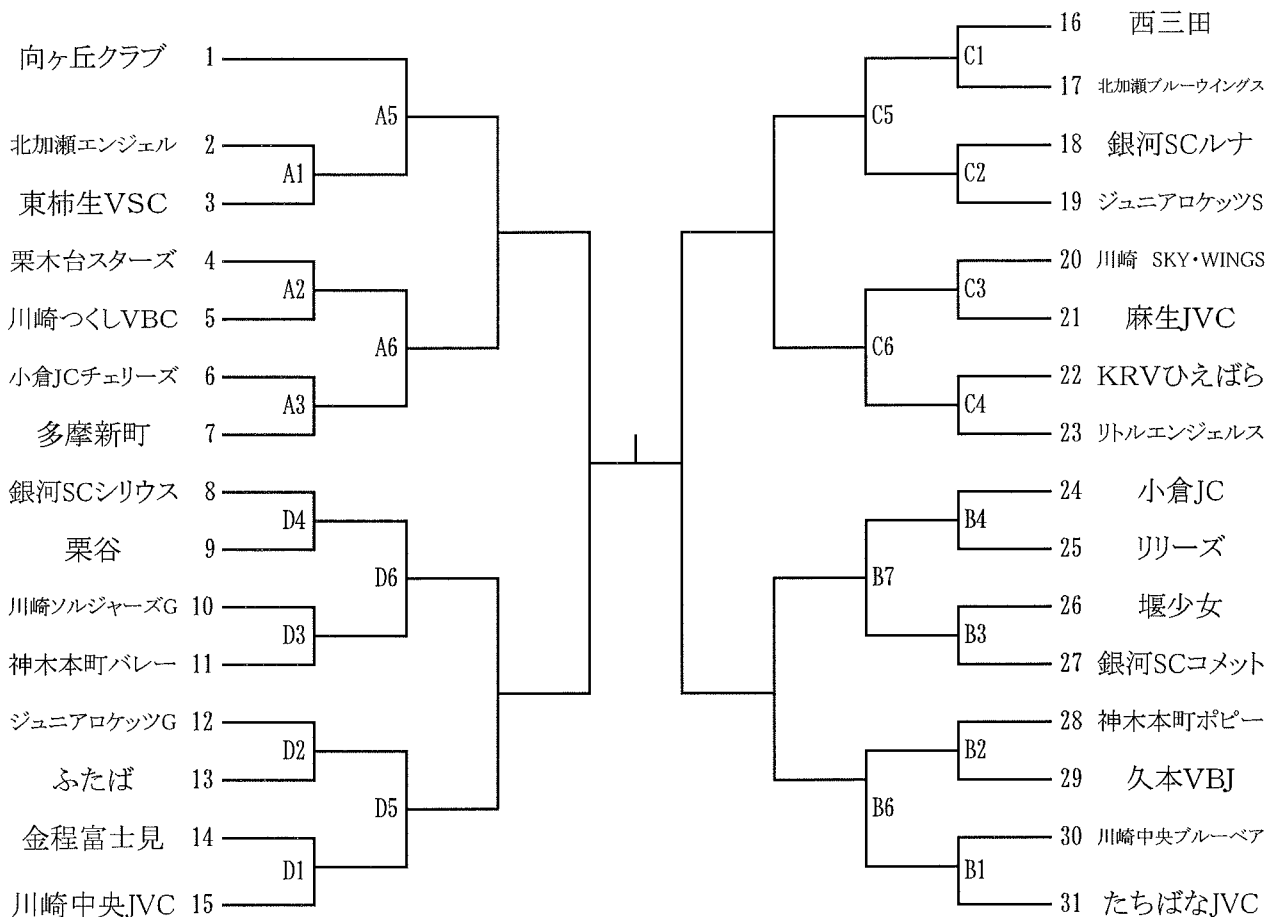 向ヶ丘クラブ 1
A5
北加瀬エンジェル 2
A1
東柿生VSC 3
栗木台スターズ 4
A2
川崎つくしVBC 5
A6
小倉JCチェリーズ 6
A3
多摩新町 7
銀河SCシリウス 8
D4
栗谷 9
D6
川崎ソルジャーズG 10
D3
神木本町バレー 11
ジュニアロケッツG 12
D2
ふたば 13
D5
金程富士見 14
D1
川崎中央JVC 15
16 西三田
C1
17 北加瀬ブルーウイングス
C5
18 銀河SCルナ
C2
19 ジュニアロケッツS
20 川崎 SKY・WINGS
C3
21 麻生JVC
C6
22 KRVひえばら
C4
23 リトルエンジェルス
24 小倉JC
B4
25 リリーズ
B7
26 堰少女
B3
27 銀河SCコメット
28 神木本町ポピー
B2
29 久本VBJ
B6
30 川崎中央ブルーベア
B1
31 たちばなJVC